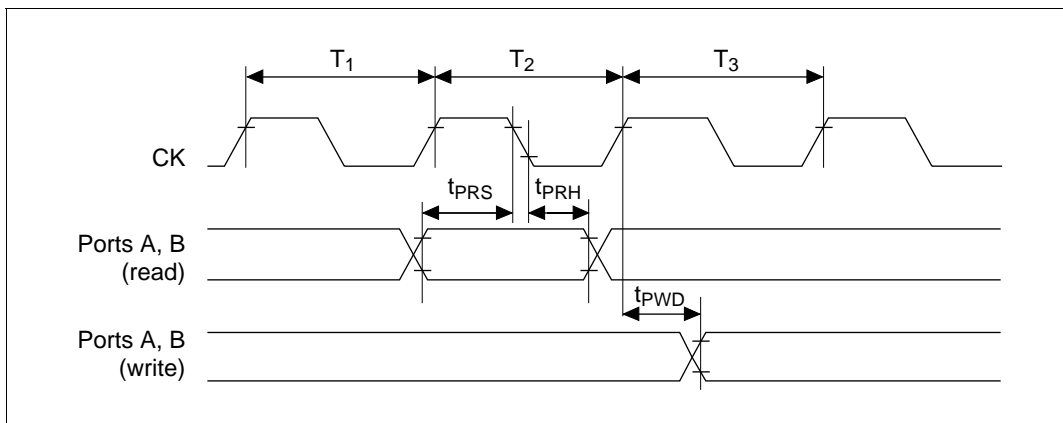 T1 T2 T3
CK
tPRS tPRH
Ports A, B
(read)
tPWD
Ports A, B
(write)